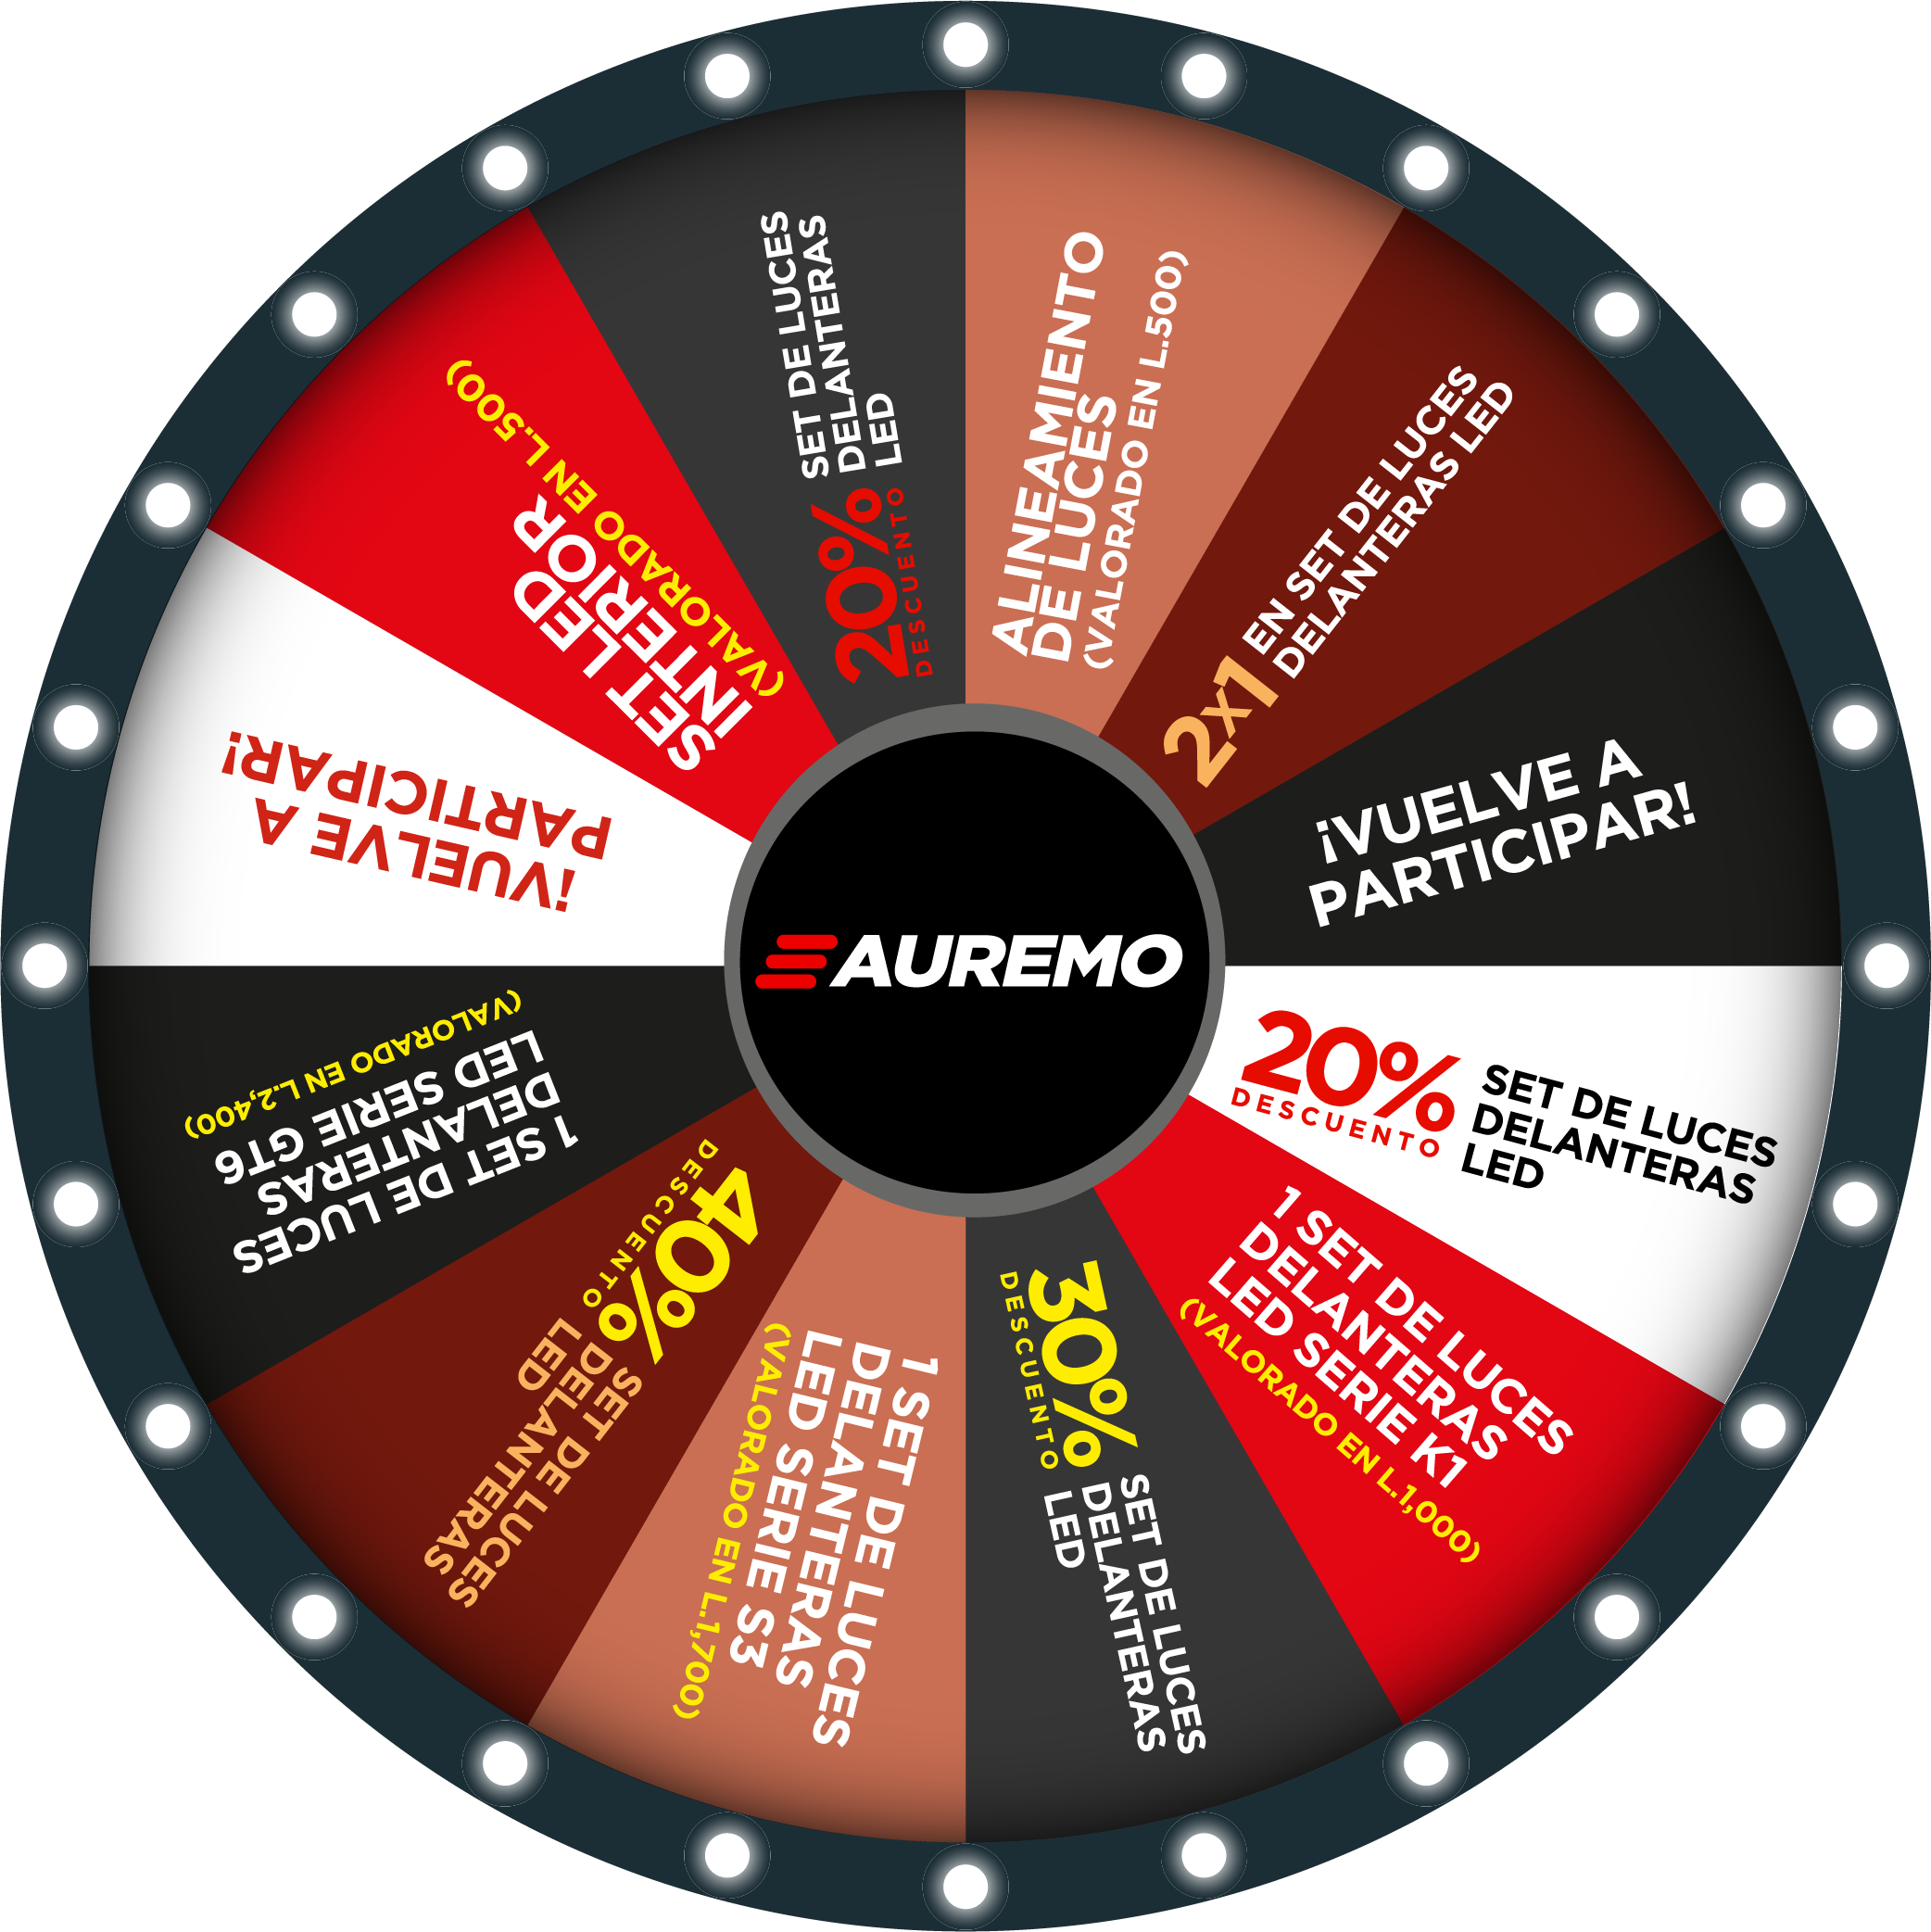 ALINEAMIENTO
DE LUCES
(VALORADO EN L.500)
2x1 EN SET DE LUCES
DELANTERAS LED
¡VUELVE A
PARTICIPAR!
20%
DESCUENTO
SET DE LUCES
DELANTERAS
LED
1 SET DE LUCES
DELANTERAS
LED SERIE K1
(VALORADO EN L.1,000)
30%
DESCUENTO
SET DE LUCES
DELANTERAS
LED
1 SET DE LUCES
DELANTERAS
LED SERIE S3
(VALORADO EN L.1,700)
40%
DESCUENTO
SET DE LUCES
DELANTERAS
LED
1 SET DE LUCES
DELANTERAS
LED SERIE GT6
(VALORADO EN L.2,400)
¡VUELVE A
PARTICIPAR!
SET LED
INTERIOR
(VALORADO EN L.500)
20%
DESCUENTO
SET DE LUCES
DELANTERAS
LED
AUREMO